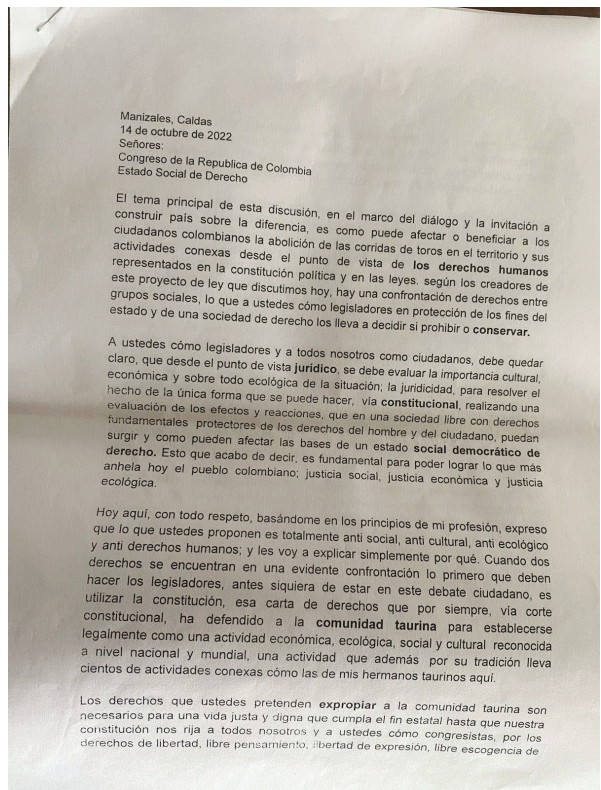 Manizales, Caldas
14 de octubre de 2022
Señores:
Congreso de la Republica de Colombia
Estado Social de Derecho
El tema principal de esta discusión, en el marco del diálogo y la invitación a
construir país sobre la diferencia, es como puede afectar o beneficiar a los
ciudadanos colombianos la abolición de las corridas de toros en el territorio y sus
actividades conexas desde el punto de vista de los derechos humanos
representados en la constitución política y en las leyes. según los creadores de
este proyecto de ley que discutimos hoy, hay una confrontación de derechos entre
grupos sociales, lo que a ustedes cómo legisladores en protección de los fines del
estado y de una sociedad de derecho los lleva a decidir si prohibir o conservar.
A ustedes cómo legisladores y a todos nosotros como ciudadanos, debe quedar
claro, que desde el punto de vista jurídico, se debe evaluar la importancia cultural,
económica y sobre todo ecológica de la situación; la juridicidad, para resolver el
hecho de la única forma que se puede hacer, vía constitucional, realizando una
evaluación de los efectos y reacciones, que en una sociedad libre con derechos
fundamentales protectores de los derechos del hombre y del ciudadano, puedan
surgir y como pueden afectar las bases de un estado social democrático de
derecho. Esto que acabo de decir, es fundamental para poder lograr lo que más
anhela hoy el pueblo colombiano; justicia social, justicia económica y justicia
ecológica.
Hoy aquí, con todo respeto, basándome en los principios de mi profesión, expreso
que lo que ustedes proponen es totalmente anti social, anti cultural, anti ecológico
y anti derechos humanos; y les voy a explicar simplemente por qué. Cuando dos
derechos se encuentran en una evidente confrontación lo primero que deben
hacer los legisladores, antes siquiera de estar en este debate ciudadano, es
utilizar la constitución, esa carta de derechos que por siempre, vía corte
constitucional, ha defendido a la comunidad taurina para establecerse
legalmente como una actividad económica, ecológica, social y cultural reconocida
a nivel nacional y mundial, una actividad que además por su tradición lleva
cientos de actividades conexas cómo las de mis hermanos taurinos aquí.
Los derechos que ustedes pretenden expropiar a la comunidad taurina son
necesarios para una vida justa y digna que cumpla el fin estatal hasta que nuestra
constitución nos rija a todos nosotros y a ustedes cómo congresistas, por los
derechos de libertad, libre pensamiento, libertad de expresión, libre escogencia de